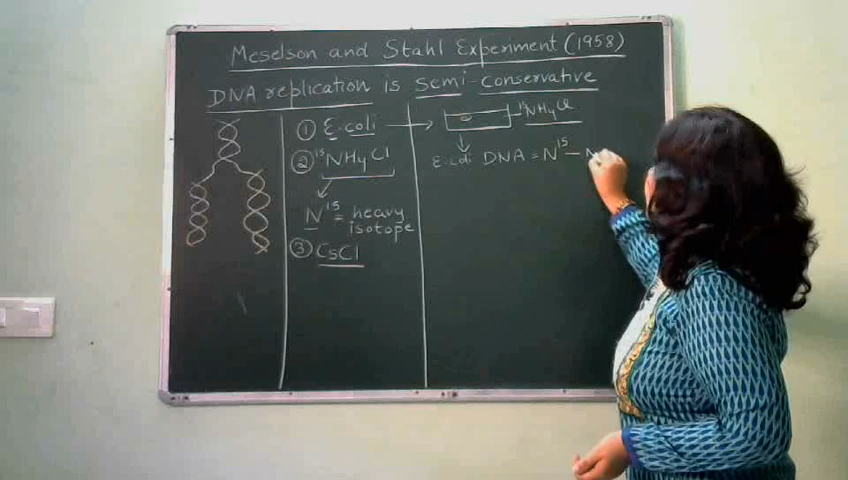 Meselson and Stahl Experiment (1958)
DNA replication is Semi-Conservative
① E.coli
② ¹⁵NH4Cl
N¹⁵ = heavy
isotope
③ CsCl
¹⁵NH4Cl
E.coli DNA = N¹⁵ — N